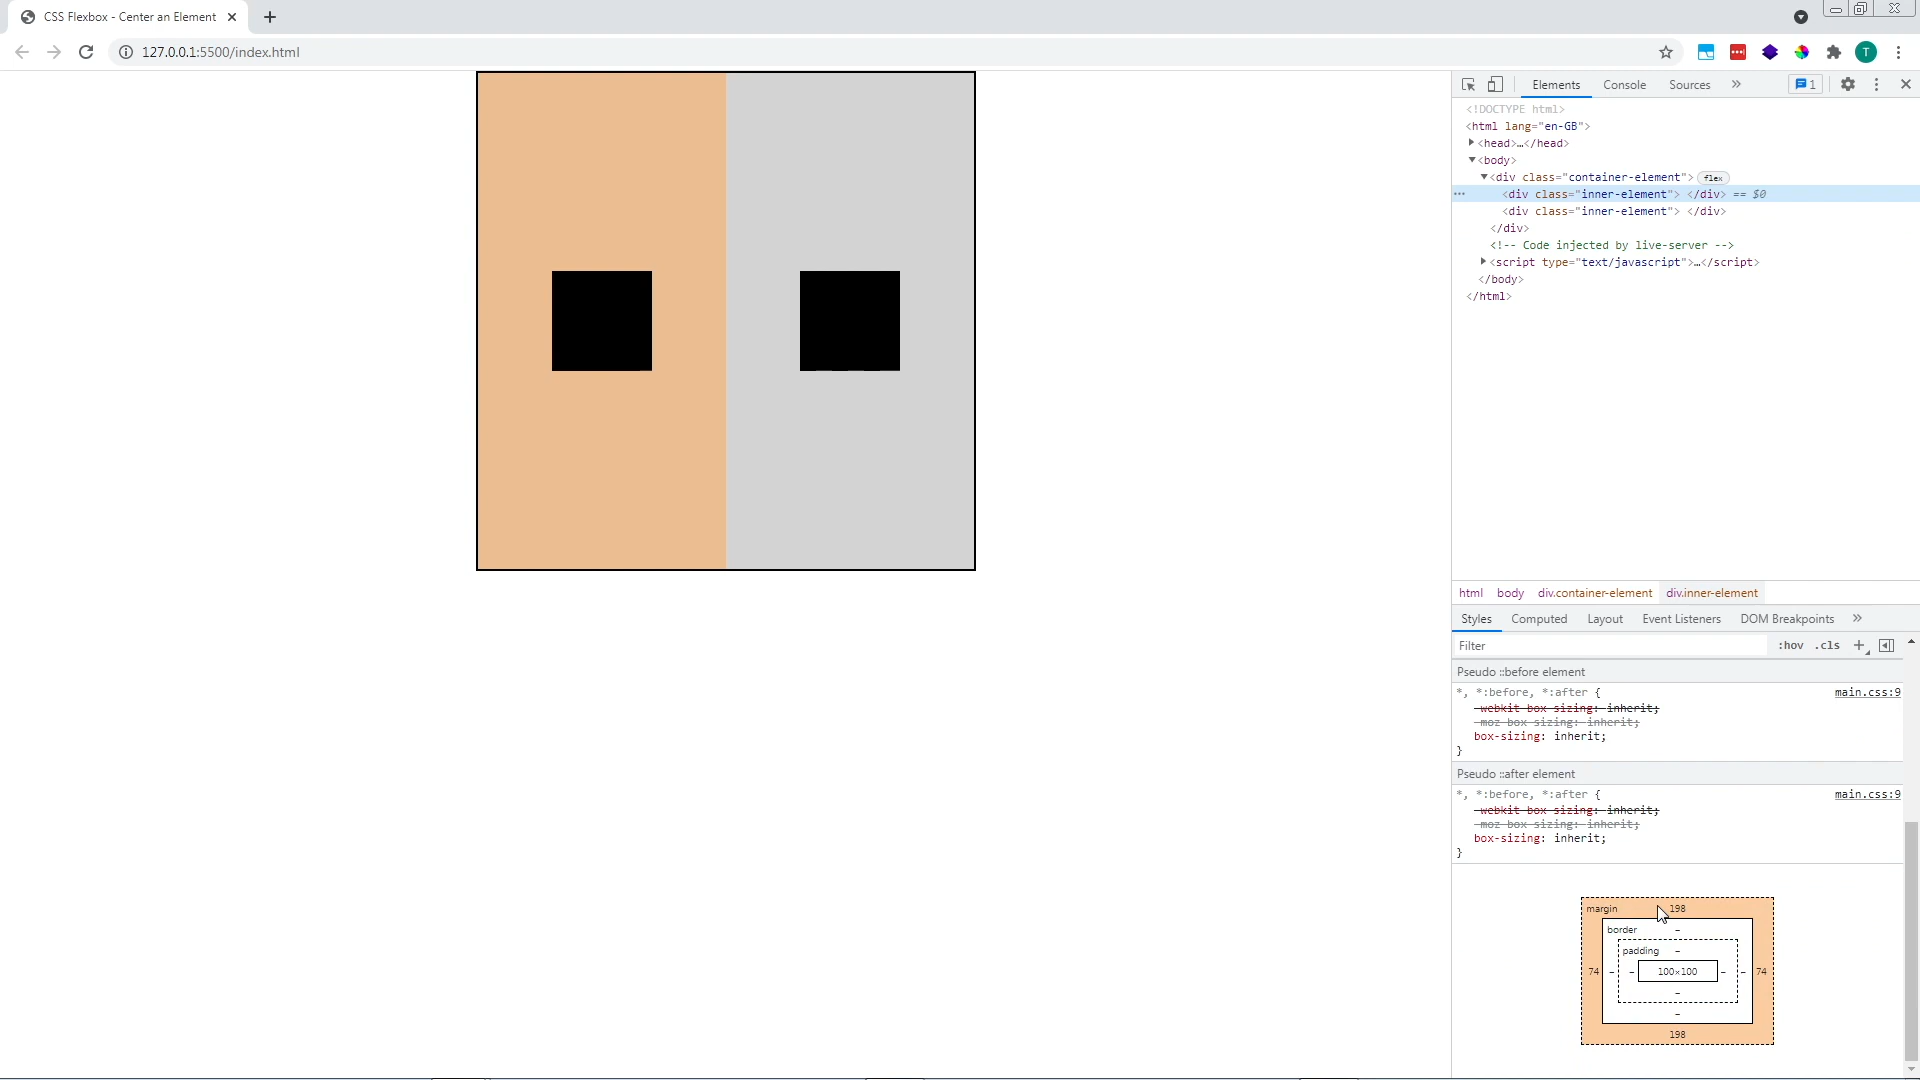 CSS Flexbox - Center an Element
127.0.0.1:5500/index.html
T
Elements Console Sources » 1
<!DOCTYPE html>
<html lang="en-GB">
<head>…</head>
<body>
<div class="container-element"> flex
··· <div class="inner-element"> </div> == $0
<div class="inner-element"> </div>
</div>
<!-- Code injected by live-server -->
<script type="text/javascript">…</script>
</body>
</html>
html body div.container-element div.inner-element
Styles Computed Layout Event Listeners DOM Breakpoints »
Filter :hov .cls +
Pseudo ::before element
*, *:before, *:after { main.css:9
-webkit-box-sizing: inherit;
-moz-box-sizing: inherit;
box-sizing: inherit;
}
Pseudo ::after element
*, *:before, *:after { main.css:9
-webkit-box-sizing: inherit;
-moz-box-sizing: inherit;
box-sizing: inherit;
}
margin 198
border –
padding –
74 – – 100×100 – – 74
–
–
198